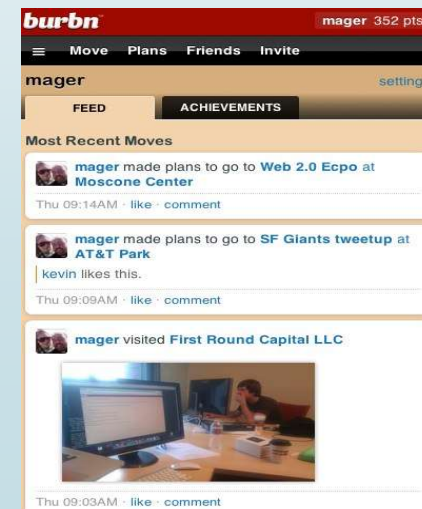 burbn
mager 352 pts
Move Plans Friends Invite
mager
setting
FEED
ACHIEVEMENTS
Most Recent Moves
mager made plans to go to Web 2.0 Ecpo at
Moscone Center
Thu 09:14AM · like · comment
mager made plans to go to SF Giants tweetup at
AT&T Park
kevin likes this.
Thu 09:09AM · like · comment
mager visited First Round Capital LLC
Thu 09:03AM · like · comment